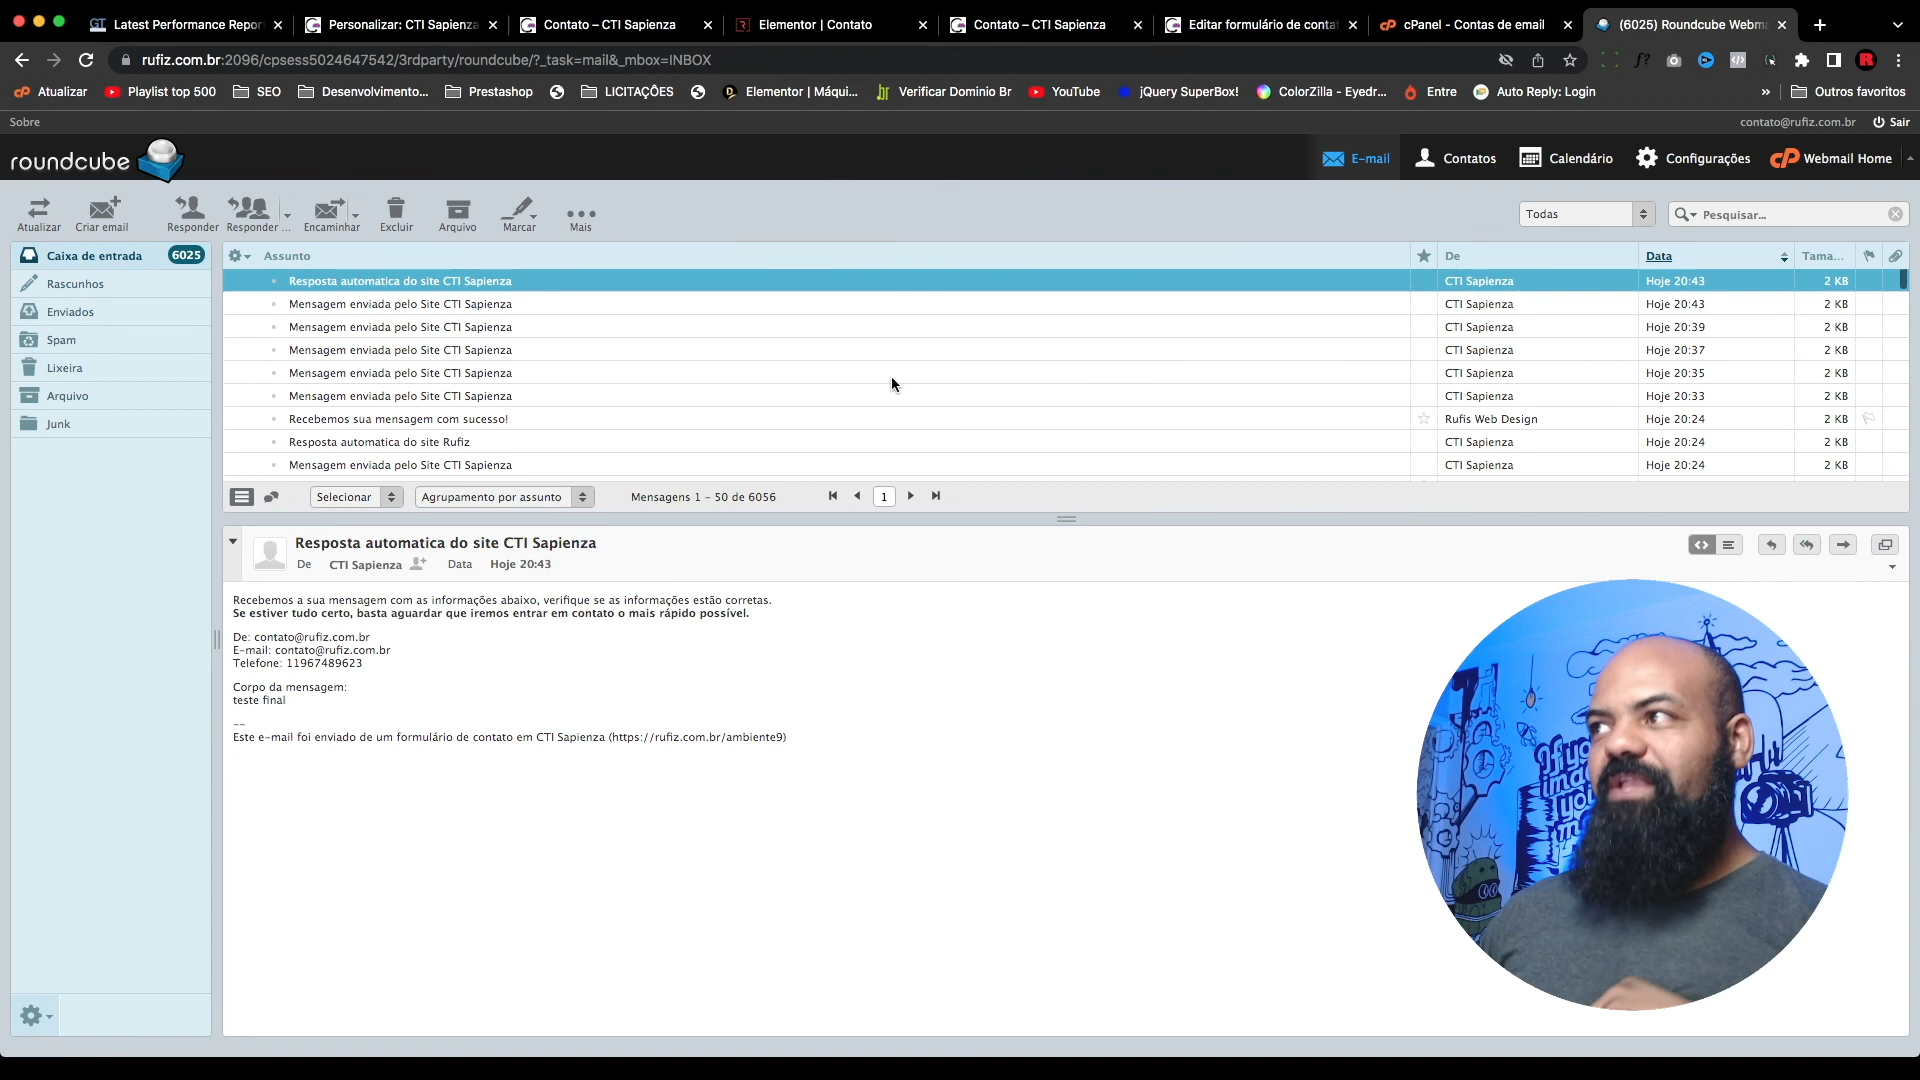 Latest Performance Repor
Personalizar: CTI Sapienza
Contato – CTI Sapienza
Elementor | Contato
Contato – CTI Sapienza
Editar formulário de conta
cPanel - Contas de email
(6025) Roundcube Webma
rufiz.com.br:2096/cpsess5024647542/3rdparty/roundcube/?_task=mail&_mbox=INBOX
Atualizar
Playlist top 500
SEO
Desenvolvimento...
Prestashop
LICITAÇÕES
Elementor | Máqui...
Verificar Dominio Br
YouTube
jQuery SuperBox!
ColorZilla - Eyedr...
Entre
Auto Reply: Login
»
Outros favoritos
Sobre
contato@rufiz.com.br
Sair
roundcube
E-mail
Contatos
Calendário
Configurações
Webmail Home
Atualizar
Criar email
Responder
Responder ...
Encaminhar
Excluir
Arquivo
Marcar
Mais
Todas
Pesquisar...
Caixa de entrada 6025
Rascunhos
Enviados
Spam
Lixeira
Arquivo
Junk
Assunto De Data Tama...
Resposta automatica do site CTI Sapienza CTI Sapienza Hoje 20:43 2 KB
Mensagem enviada pelo Site CTI Sapienza CTI Sapienza Hoje 20:43 2 KB
Mensagem enviada pelo Site CTI Sapienza CTI Sapienza Hoje 20:39 2 KB
Mensagem enviada pelo Site CTI Sapienza CTI Sapienza Hoje 20:37 2 KB
Mensagem enviada pelo Site CTI Sapienza CTI Sapienza Hoje 20:35 2 KB
Mensagem enviada pelo Site CTI Sapienza CTI Sapienza Hoje 20:33 2 KB
Recebemos sua mensagem com sucesso! Rufis Web Design Hoje 20:24 2 KB
Resposta automatica do site Rufiz CTI Sapienza Hoje 20:24 2 KB
Mensagem enviada pelo Site CTI Sapienza CTI Sapienza Hoje 20:24 2 KB
Selecionar
Agrupamento por assunto
Mensagens 1 – 50 de 6056
1
Resposta automatica do site CTI Sapienza
De CTI Sapienza Data Hoje 20:43
Recebemos a sua mensagem com as informações abaixo, verifique se as informações estão corretas.
Se estiver tudo certo, basta aguardar que iremos entrar em contato o mais rápido possível.
De: contato@rufiz.com.br
E-mail: contato@rufiz.com.br
Telefone: 11967489623
Corpo da mensagem:
teste final
--
Este e-mail foi enviado de um formulário de contato em CTI Sapienza (https://rufiz.com.br/ambiente9)
If yo
ima
you